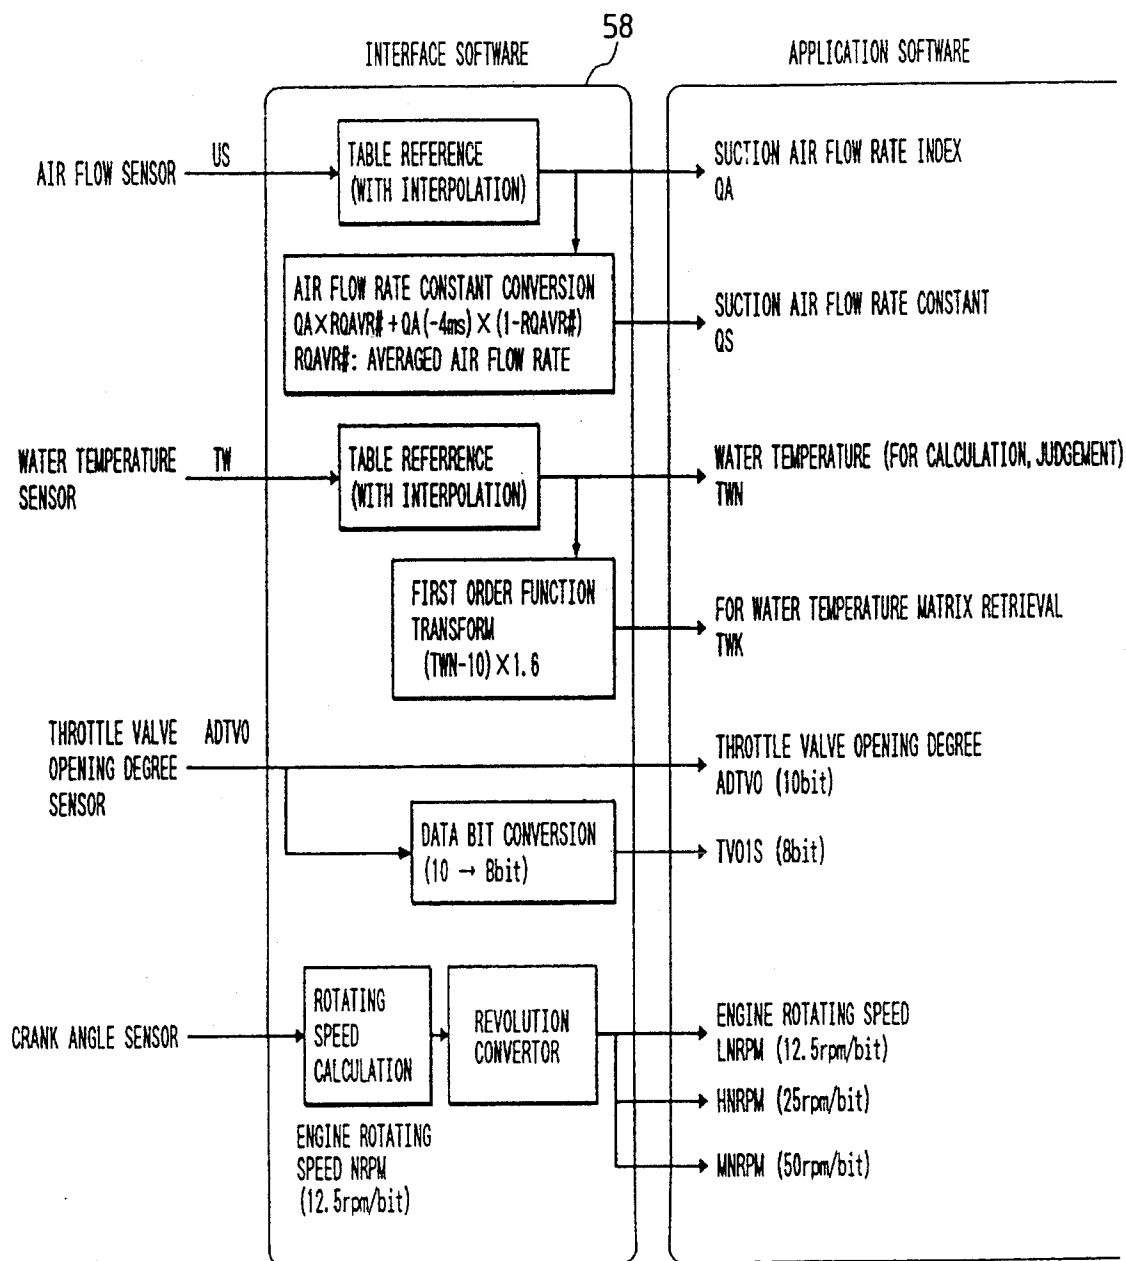 58
INTERFACE SOFTWARE
APPLICATION SOFTWARE
AIR FLOW SENSOR
US
TABLE REFERENCE
(WITH INTERPOLATION)
SUCTION AIR FLOW RATE INDEX
QA
AIR FLOW RATE CONSTANT CONVERSION
QA×RQAVR#+QA(-4ms)×(1-RQAVR#)
RQAVR#: AVERAGED AIR FLOW RATE
SUCTION AIR FLOW RATE CONSTANT
QS
WATER TEMPERATURE
SENSOR
TW
TABLE REFERRENCE
(WITH INTERPOLATION)
WATER TEMPERATURE (FOR CALCULATION, JUDGEMENT)
TWN
FIRST ORDER FUNCTION
TRANSFORM
(TWN-10)×1.6
FOR WATER TEMPERATURE MATRIX RETRIEVAL
TWK
THROTTLE VALVE
OPENING DEGREE
SENSOR
ADTVO
THROTTLE VALVE OPENING DEGREE
ADTVO (10bit)
DATA BIT CONVERSION
(10 → 8bit)
TVO1S (8bit)
CRANK ANGLE SENSOR
ROTATING
SPEED
CALCULATION
REVOLUTION
CONVERTOR
ENGINE ROTATING SPEED
LNRPM (12.5rpm/bit)
HNRPM (25rpm/bit)
MNRPM (50rpm/bit)
ENGINE ROTATING
SPEED NRPM
(12.5rpm/bit)